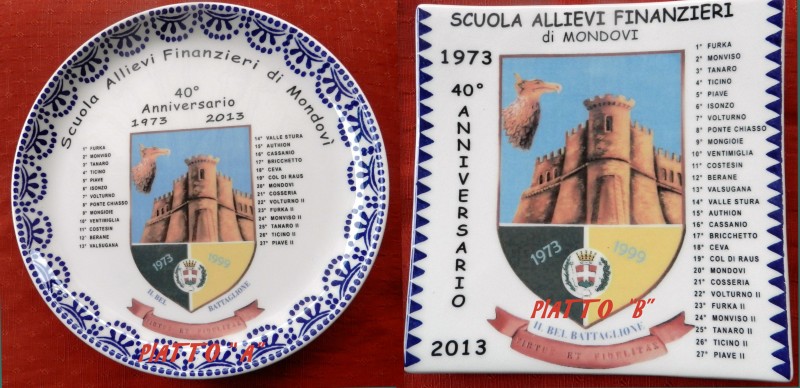 Scuola Allievi Finanzieri di Mondovì
40°
Anniversario
1973 2013
1° FURKA
2° MONVISO
3° TANARO
4° TICINO
5° PIAVE
6° ISONZO
7° VOLTURNO
8° PONTE CHIASSO
9° MONGIOIE
10° VENTIMIGLIA
11° COSTESIN
12° BERANE
13° VALSUGANA
14° VALLE STURA
15° AUTHION
16° CASSANIO
17° BRICCHETTO
18° CEVA
19° COL DI RAUS
20° MONDOVI
21° COSSERIA
22° VOLTURNO II
23° FURKA II
24° MONVISO II
25° TANARO II
26° TICINO II
27° PIAVE II
1973 1999
IL BEL BATTAGLIONE
ET FIDELITAS
PIATTO "A"
SCUOLA ALLIEVI FINANZIERI
di MONDOVI
1973
40° ANNIVERSARIO
2013
1° FURKA
2° MONVISO
3° TANARO
4° TICINO
5° PIAVE
6° ISONZO
7° VOLTURNO
8° PONTE CHIASSO
9° MONGIOIE
10° VENTIMIGLIA
11° COSTESIN
12° BERANE
13° VALSUGANA
14° VALLE STURA
15° AUTHION
16° CASSANIO
17° BRICCHETTO
18° CEVA
19° COL DI RAUS
20° MONDOVI
21° COSSERIA
22° VOLTURNO II
23° FURKA II
24° MONVISO II
25° TANARO II
26° TICINO II
27° PIAVE II
1973 1999
PIATTO "B"
IL BEL BATTAGLIONE
VIRTUS ET FIDELITAS